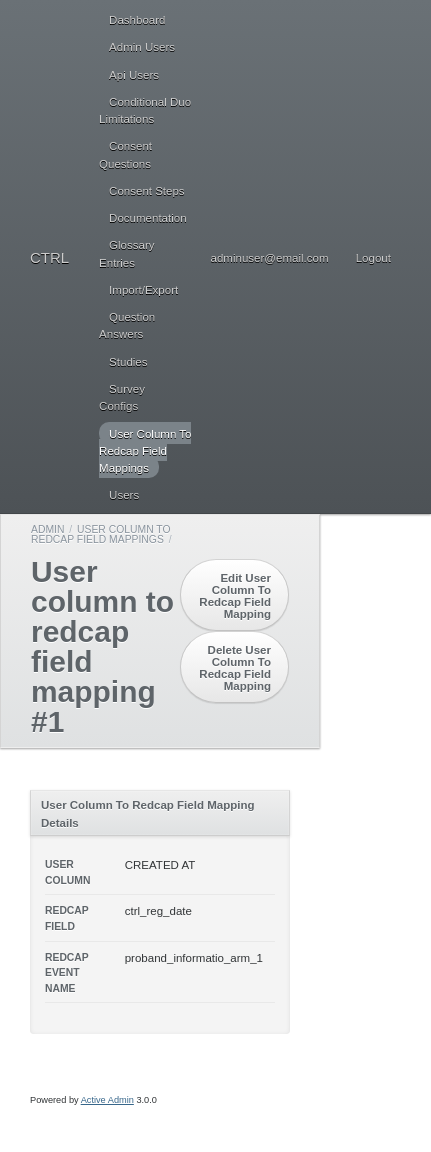 CTRL
Dashboard
Admin Users
Api Users
Conditional Duo
Limitations
Consent
Questions
Consent Steps
Documentation
Glossary
Entries
Import/Export
Question
Answers
Studies
Survey
Configs
User Column To
Redcap Field
Mappings
Users
adminuser@email.com
Logout
ADMIN / USER COLUMN TO
REDCAP FIELD MAPPINGS /
User
column to
redcap
field
mapping
#1
Edit User
Column To
Redcap Field
Mapping
Delete User
Column To
Redcap Field
Mapping
User Column To Redcap Field Mapping
Details
USER
COLUMN
CREATED AT
REDCAP
FIELD
ctrl_reg_date
REDCAP
EVENT
NAME
proband_informatio_arm_1
Powered by Active Admin 3.0.0